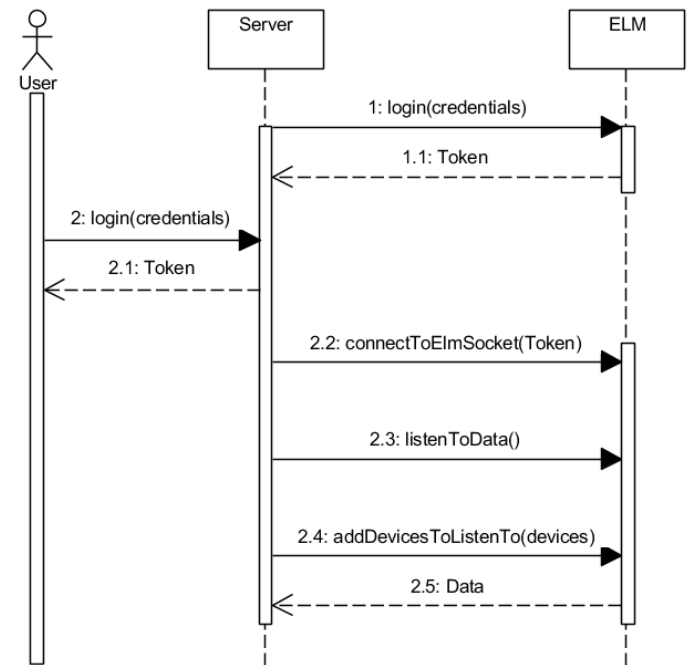 Server
ELM
User
1: login(credentials)
1.1: Token
2: login(credentials)
2.1: Token
2.2: connectToElmSocket(Token)
2.3: listenToData()
2.4: addDevicesToListenTo(devices)
2.5: Data